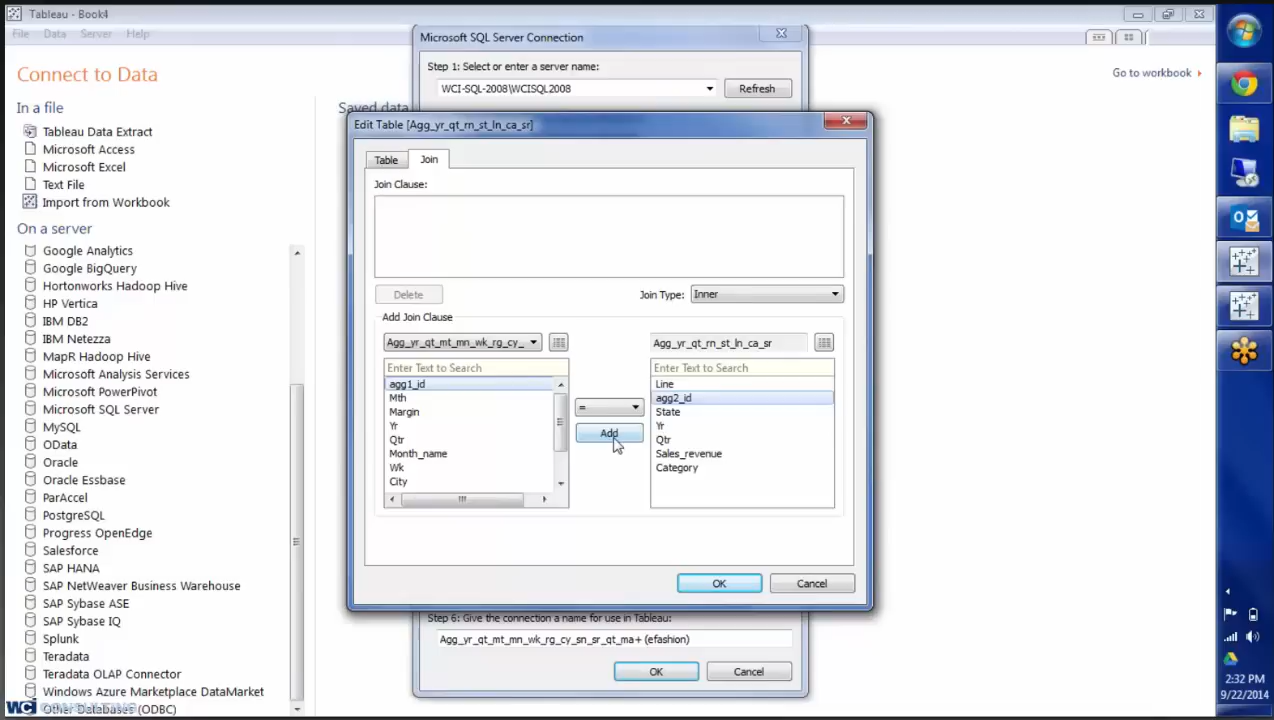 Tableau - Book4
File Data Server Help
Connect to Data
Go to workbook
In a file
Tableau Data Extract
Microsoft Access
Microsoft Excel
Text File
Import from Workbook
On a server
Google Analytics
Google BigQuery
Hortonworks Hadoop Hive
HP Vertica
IBM DB2
IBM Netezza
MapR Hadoop Hive
Microsoft Analysis Services
Microsoft PowerPivot
Microsoft SQL Server
MySQL
OData
Oracle
Oracle Essbase
ParAccel
PostgreSQL
Progress OpenEdge
Salesforce
SAP HANA
SAP NetWeaver Business Warehouse
SAP Sybase ASE
SAP Sybase IQ
Splunk
Teradata
Teradata OLAP Connector
Windows Azure Marketplace DataMarket
Other Databases (ODBC)
WCI CONSULTING
Saved data
Microsoft SQL Server Connection
Step 1: Select or enter a server name:
WCI-SQL-2008\WCISQL2008 Refresh
Edit Table [Agg_yr_qt_rn_st_ln_ca_sr]
Table Join
Join Clause:
Delete Join Type: Inner
Add Join Clause
Agg_yr_qt_mt_mn_wk_rg_cy_
Enter Text to Search
agg1_id
Mth
Margin
Yr
Qtr
Month_name
Wk
City
=
Add
Agg_yr_qt_rn_st_ln_ca_sr
Enter Text to Search
Line
agg2_id
State
Yr
Qtr
Sales_revenue
Category
OK Cancel
Step 6: Give the connection a name for use in Tableau:
Agg_yr_qt_mt_mn_wk_rg_cy_sn_sr_qt_ma+ (efashion)
OK Cancel
2:32 PM
9/22/2014